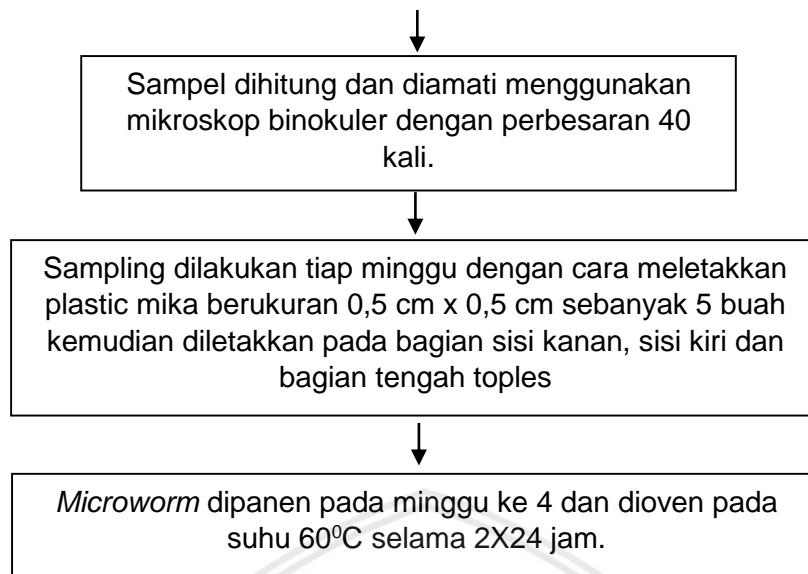 Sampel dihitung dan diamati menggunakan
mikroskop binokuler dengan perbesaran 40
kali.
Sampling dilakukan tiap minggu dengan cara meletakkan
plastic mika berukuran 0,5 cm x 0,5 cm sebanyak 5 buah
kemudian diletakkan pada bagian sisi kanan, sisi kiri dan
bagian tengah toples
Microworm dipanen pada minggu ke 4 dan dioven pada
suhu 60⁰C selama 2X24 jam.